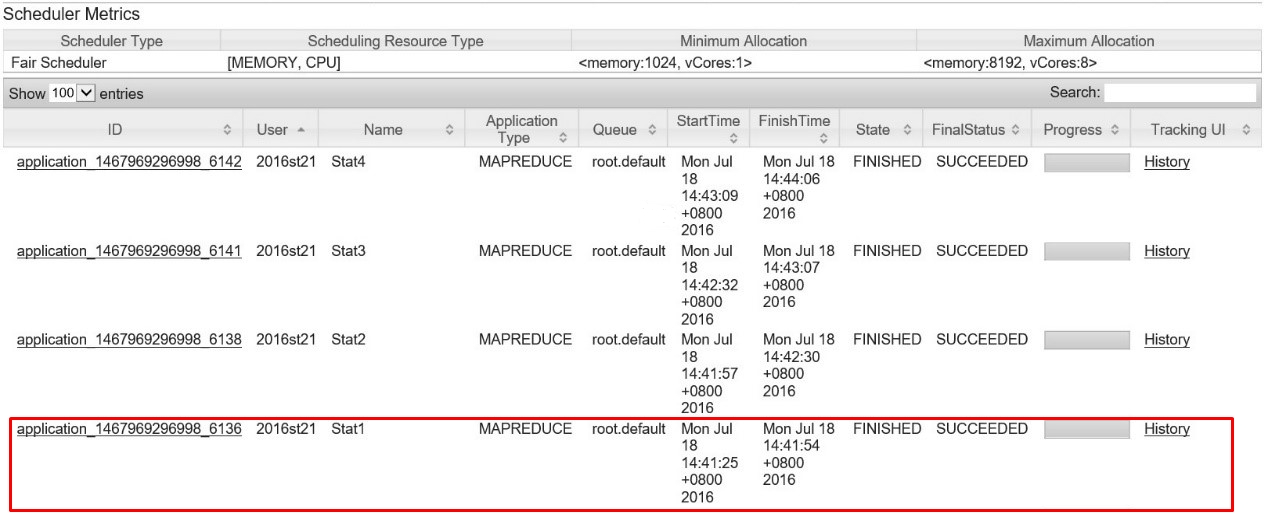 Scheduler Metrics
Scheduler Type Scheduling Resource Type Minimum Allocation Maximum Allocation
Fair Scheduler [MEMORY, CPU] <memory:1024, vCores:1> <memory:8192, vCores:8>
Show 100 entries Search:
ID User Name Application Type Queue StartTime FinishTime State FinalStatus Progress Tracking UI
application_1467969296998_6142 2016st21 Stat4 MAPREDUCE root.default Mon Jul Mon Jul 18 FINISHED SUCCEEDED History
18 14:44:06
14:43:09 +0800
+0800 2016
2016
application_1467969296998_6141 2016st21 Stat3 MAPREDUCE root.default Mon Jul Mon Jul 18 FINISHED SUCCEEDED History
18 14:43:07
14:42:32 +0800
+0800 2016
2016
application_1467969296998_6138 2016st21 Stat2 MAPREDUCE root.default Mon Jul Mon Jul 18 FINISHED SUCCEEDED History
18 14:42:30
14:41:57 +0800
+0800 2016
2016
application_1467969296998_6136 2016st21 Stat1 MAPREDUCE root.default Mon Jul Mon Jul 18 FINISHED SUCCEEDED History
18 14:41:54
14:41:25 +0800
+0800 2016
2016